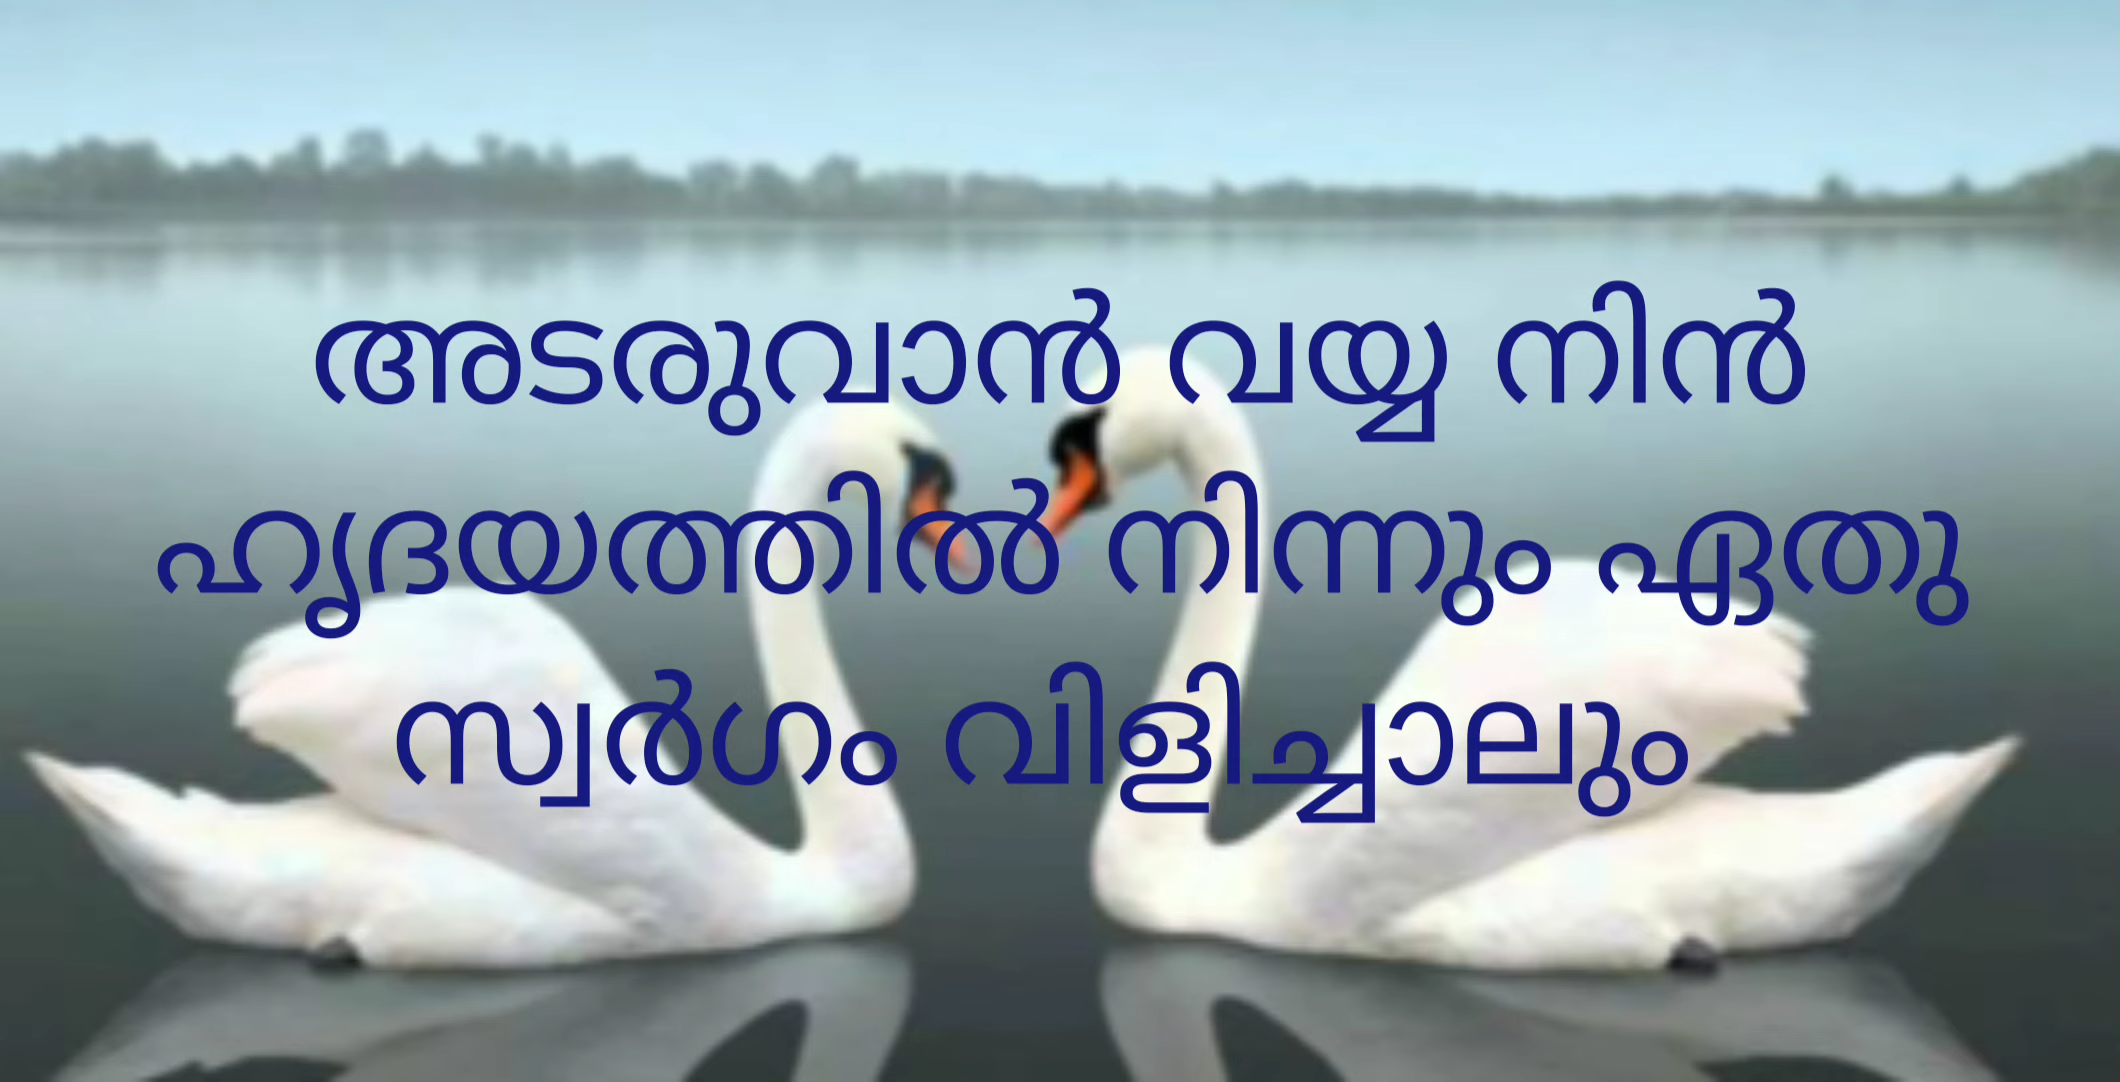 അടരുവാൻ വയ്യ നിൻ
ഹൃദയത്തിൽ നിന്നും ഏതു
സ്വർഗം വിളിച്ചാലും